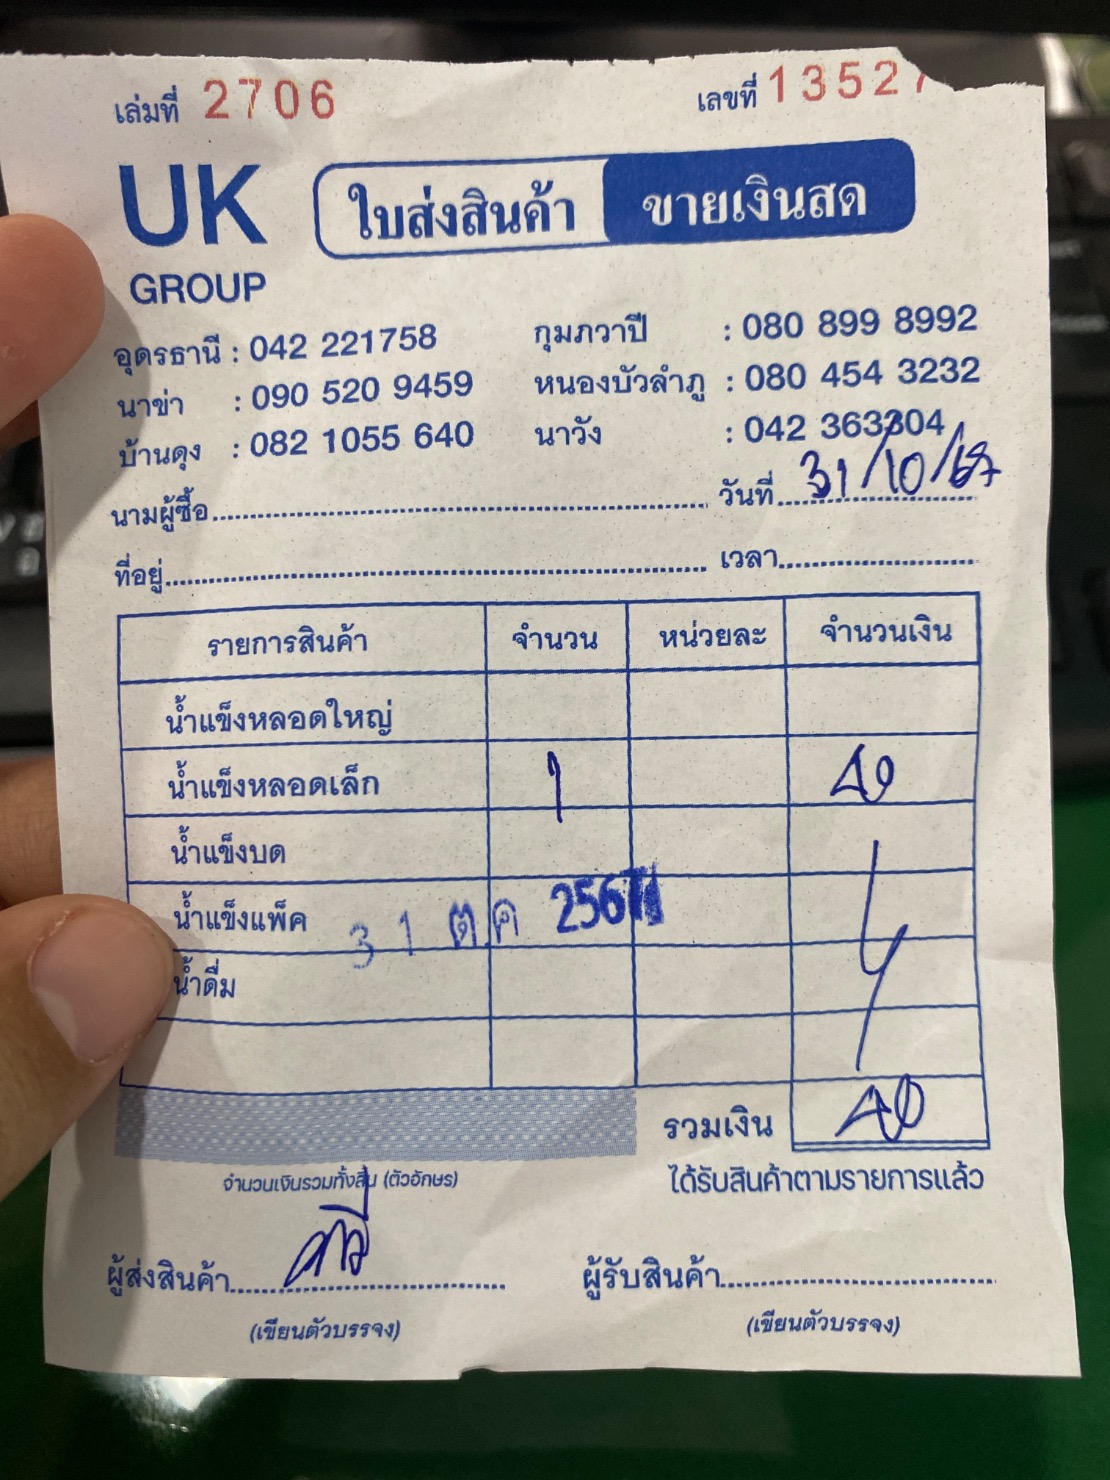 เล่มที่ 2706 เลขที่ 13527
UK GROUP
ใบส่งสินค้า ขายเงินสด
อุดรธานี : 042 221758 กุมภวาปี : 080 899 8992
นาข่า : 090 520 9459 หนองบัวลำภู : 080 454 3232
บ้านดุง : 082 1055 640 นาวัง : 042 363304
นามผู้ซื้อ วันที่ 31/10/67
ที่อยู่ เวลา
รายการสินค้า จำนวน หน่วยละ จำนวนเงิน
น้ำแข็งหลอดใหญ่
น้ำแข็งหลอดเล็ก 1 40
น้ำแข็งบด
น้ำแข็งแพ็ค 31 ตค 2567
น้ำดื่ม
รวมเงิน 40
จำนวนเงินรวมทั้งสิ้น (ตัวอักษร) ได้รับสินค้าตามรายการแล้ว
ผู้ส่งสินค้า ผู้รับสินค้า
(เขียนตัวบรรจง) (เขียนตัวบรรจง)